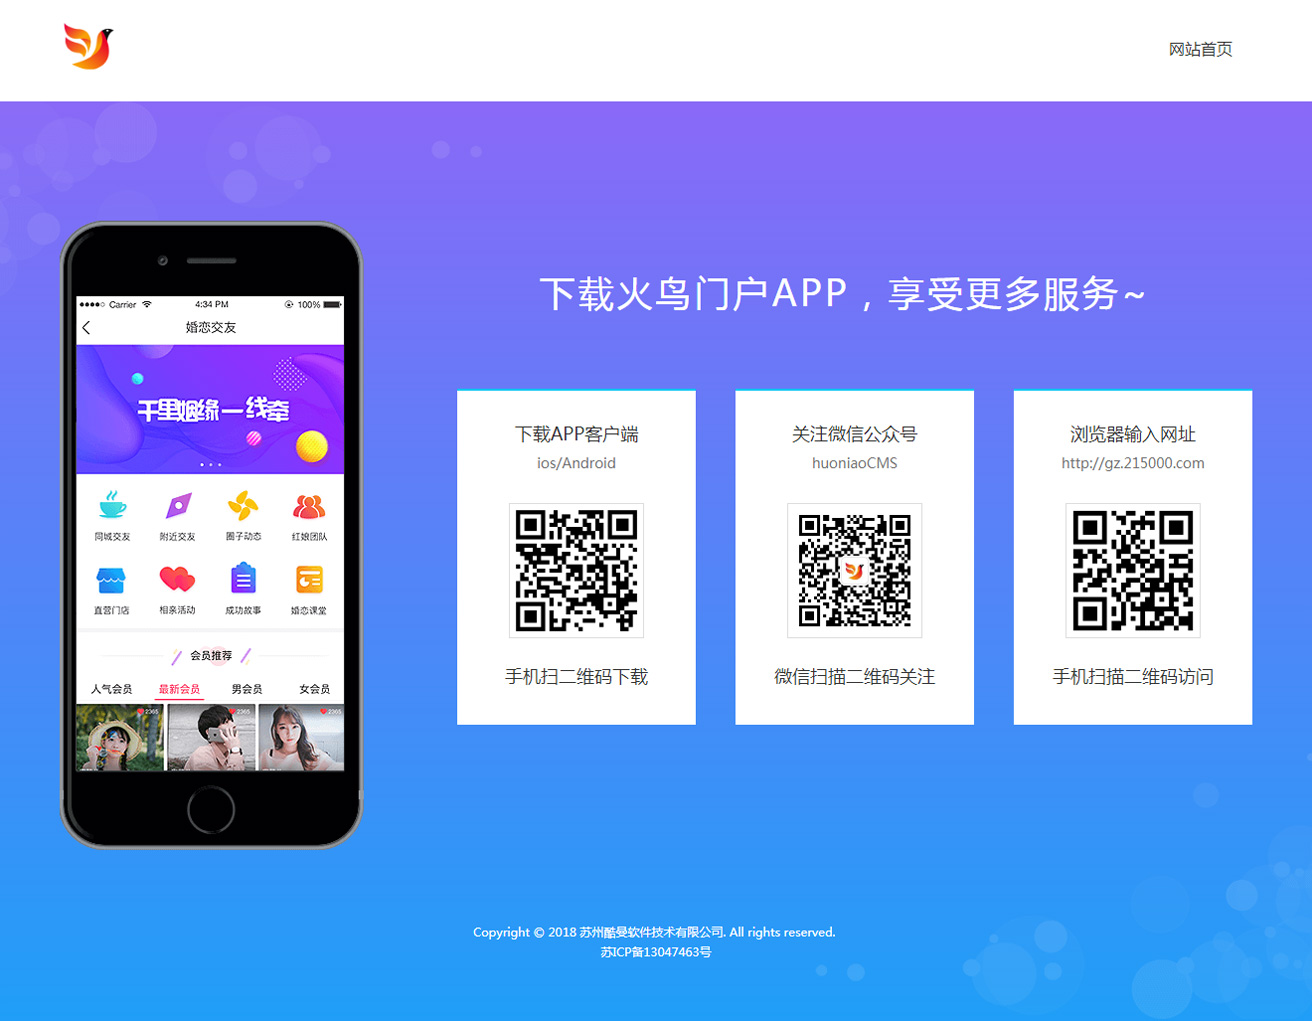 网站首页
Carrier
4:34 PM
100%
婚恋交友
千里姻缘一线牵
同城交友
附近交友
圈子动态
红娘团队
直营门店
相亲活动
成功故事
婚恋课堂
会员推荐
人气会员
最新会员
男会员
女会员
2365
2365
2365
下载火鸟门户APP，享受更多服务~
下载APP客户端
ios/Android
手机扫二维码下载
关注微信公众号
huoniaoCMS
微信扫描二维码关注
浏览器输入网址
http://gz.215000.com
手机扫描二维码访问
Copyright © 2018 苏州酷曼软件技术有限公司. All rights reserved.
苏ICP备13047463号